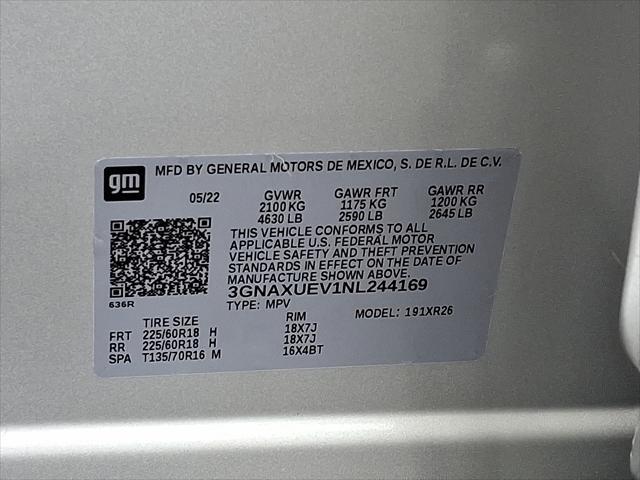 gm
MFD BY GENERAL MOTORS DE MEXICO, S. DE R.L. DE C.V.
05/22 GVWR GAWR FRT GAWR RR
2100 KG 1175 KG 1200 KG
4630 LB 2590 LB 2645 LB
THIS VEHICLE CONFORMS TO ALL
APPLICABLE U.S. FEDERAL MOTOR
VEHICLE SAFETY AND THEFT PREVENTION
STANDARDS IN EFFECT ON THE DATE OF
MANUFACTURE SHOWN ABOVE.
3GNAXUEV1NL244169
636R
TYPE: MPV MODEL: 191XR26
TIRE SIZE RIM
FRT 225/60R18 H 18X7J
RR 225/60R18 H 18X7J
SPA T135/70R16 M 16X4BT